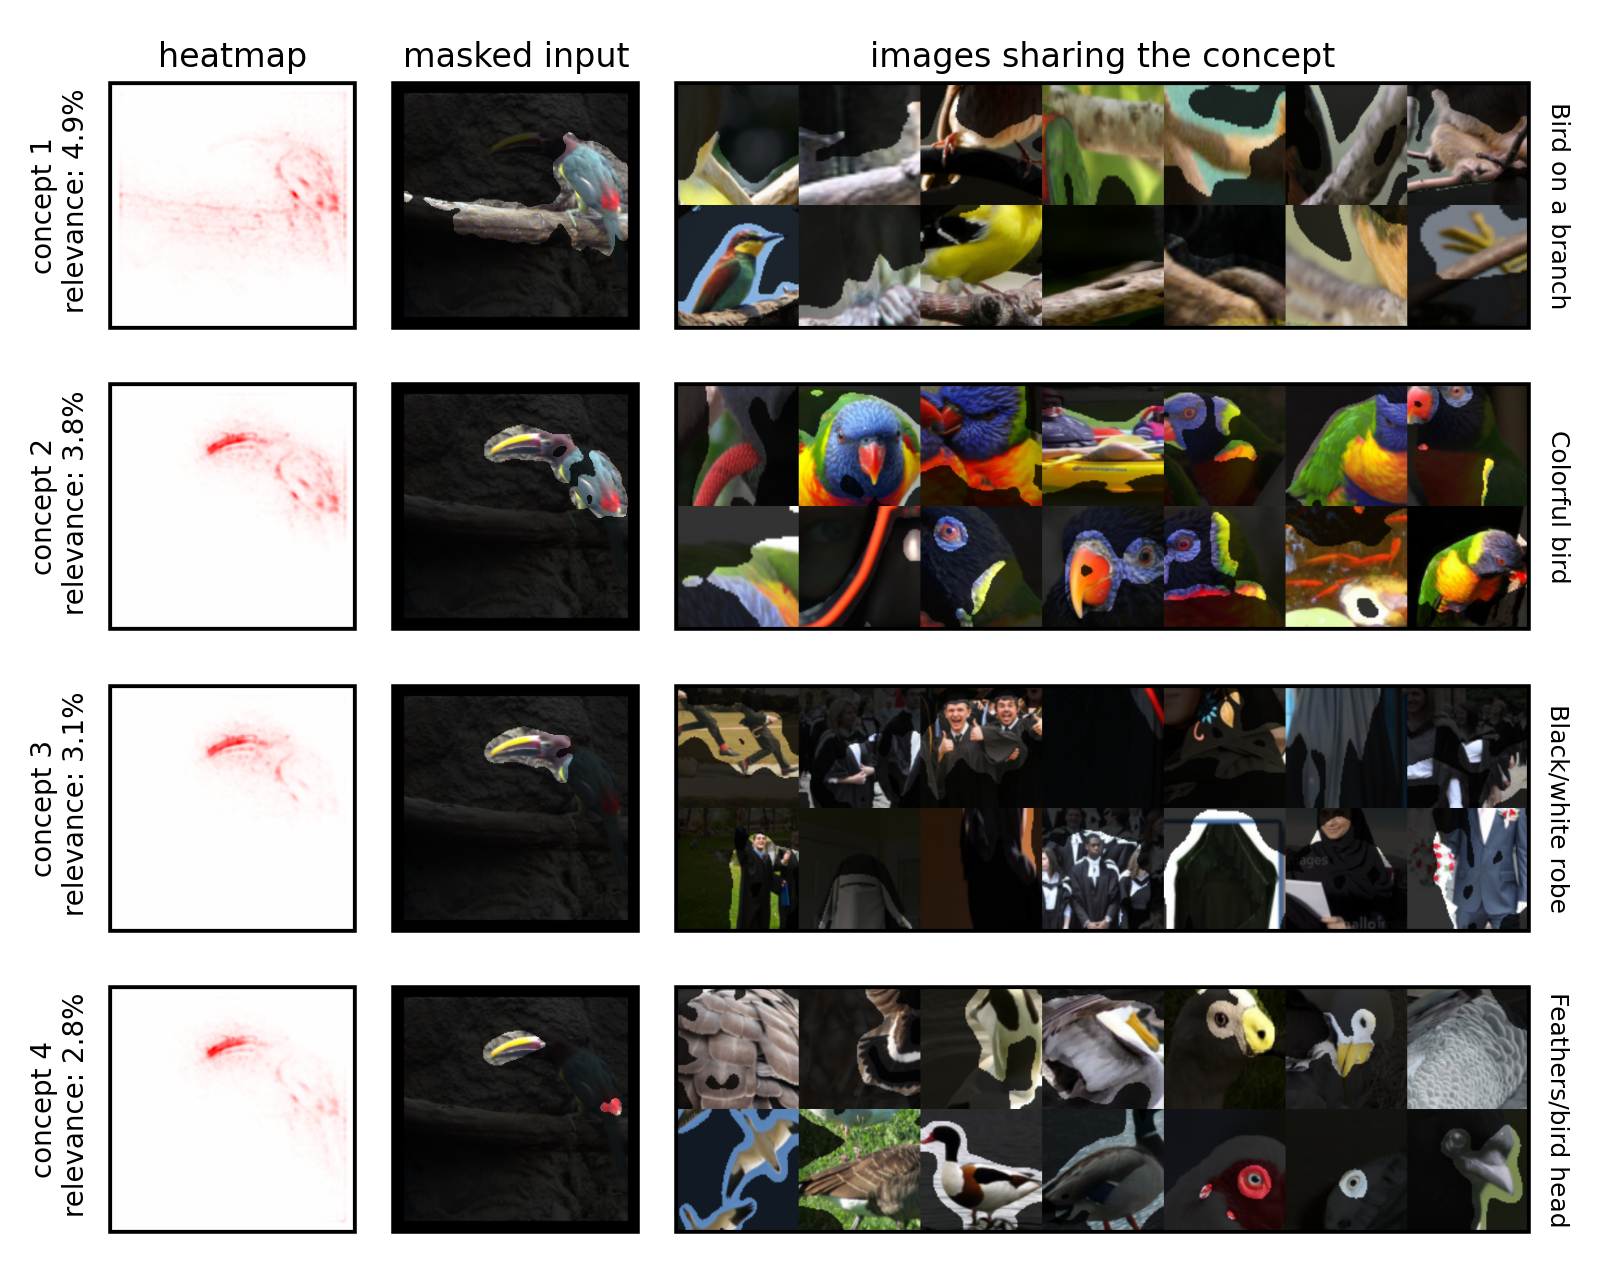 heatmap
masked input
images sharing the concept
concept 1
relevance: 4.9%
Bird on a branch
concept 2
relevance: 3.8%
Colorful bird
concept 3
relevance: 3.1%
Black/white robe
ages
concept 4
relevance: 2.8%
Feathers/bird head